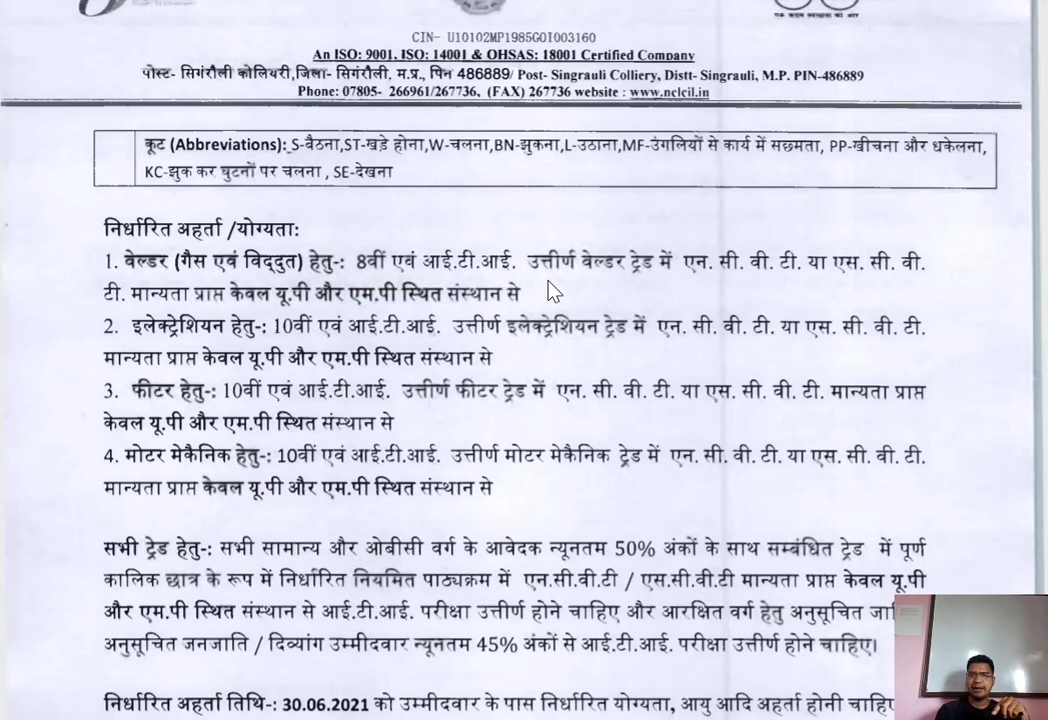 CIN- U10102MP1985GOI003160
An ISO: 9001, ISO: 14001 & OHSAS: 18001 Certified Company
पोस्ट- सिगंरौली कोलियरी,जिला- सिगंरौली. म.प्र., पिन 486889/ Post- Singrauli Colliery, Distt- Singrauli, M.P. PIN-486889
Phone: 07805- 266961/267736, (FAX) 267736 website : www.nclcil.in
कूट (Abbreviations): S-बैठना,ST-खड़े होना,W-चलना,BN-झुकना,L-उठाना,MF-उंगलियों से कार्य में सछमता, PP-खीचना और धकेलना,
KC-झुक कर घुटनों पर चलना , SE-देखना
निर्धारित अहर्ता /योग्यता:
1. वेल्डर (गैस एवं विद्दुत) हेतु-: 8वीं एवं आई.टी.आई. उत्तीर्ण वेल्डर ट्रेड में एन. सी. वी. टी. या एस. सी. वी.
टी. मान्यता प्राप्त केवल यू.पी और एम.पी स्थित संस्थान से
2. इलेक्ट्रेशियन हेतु-: 10वीं एवं आई.टी.आई. उत्तीर्ण इलेक्ट्रेशियन ट्रेड में एन. सी. वी. टी. या एस. सी. वी. टी.
मान्यता प्राप्त केवल यू.पी और एम.पी स्थित संस्थान से
3. फीटर हेतु-: 10वीं एवं आई.टी.आई. उत्तीर्ण फीटर ट्रेड में एन. सी. वी. टी. या एस. सी. वी. टी. मान्यता प्राप्त
केवल यू.पी और एम.पी स्थित संस्थान से
4. मोटर मेकैनिक हेतु-: 10वीं एवं आई.टी.आई. उत्तीर्ण मोटर मेकैनिक ट्रेड में एन. सी. वी. टी. या एस. सी. वी. टी.
मान्यता प्राप्त केवल यू.पी और एम.पी स्थित संस्थान से
सभी ट्रेड हेतु-: सभी सामान्य और ओबीसी वर्ग के आवेदक न्यूनतम 50% अंकों के साथ सम्बंधित ट्रेड में पूर्ण
कालिक छात्र के रूप में निर्धारित नियमित पाठ्यक्रम में एन.सी.वी.टी / एस.सी.वी.टी मान्यता प्राप्त केवल यू.पी
और एम.पी स्थित संस्थान से आई.टी.आई. परीक्षा उत्तीर्ण होने चाहिए और आरक्षित वर्ग हेतु अनुसूचित
अनुसूचित जनजाति / दिव्यांग उम्मीदवार न्यूनतम 45% अंकों से आई.टी.आई. परीक्षा उत्तीर्ण होने चाहिए।
निर्धारित अहर्ता तिथि-: 30.06.2021 को उम्मीदवार के पास निर्धारित योग्यता, आयु आदि अहर्ता होनी